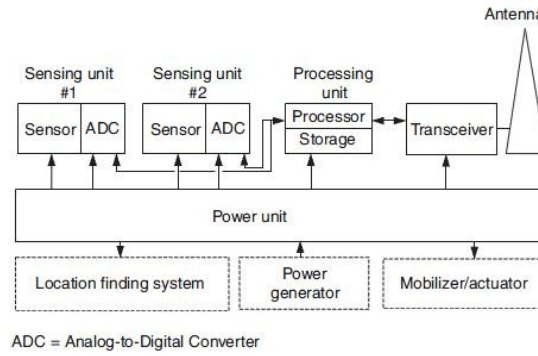 Antenna
Sensing unit
#1
Sensing unit
#2
Processing
unit
Sensor
ADC
Sensor
ADC
Processor
Storage
Transceiver
Power unit
Location finding system
Power
generator
Mobilizer/actuator
ADC = Analog-to-Digital Converter